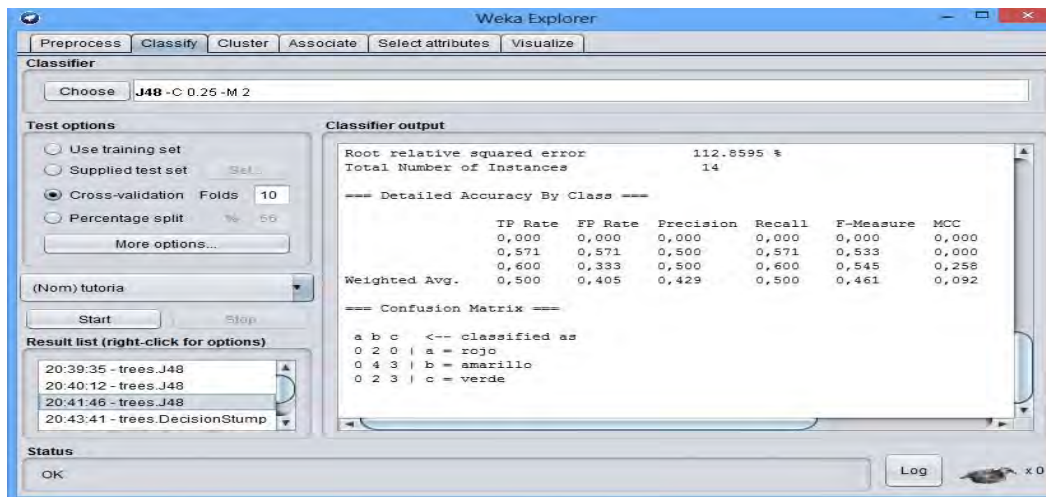 Weka Explorer
Preprocess Classify Cluster Associate Select attributes Visualize
Classifier
Choose J48 -C 0.25 -M 2
Test options
Use training set
Supplied test set Set...
Cross-validation Folds 10
Percentage split % 56
More options...
(Nom) tutoria
Start Stop
Result list (right-click for options)
20:39:35 - trees.J48
20:40:12 - trees.J48
20:41:46 - trees.J48
20:43:41 - trees.DecisionStump
Classifier output
Root relative squared error 112.8595 %
Total Number of Instances 14
=== Detailed Accuracy By Class ===
TP Rate FP Rate Precision Recall F-Measure MCC
0,000 0,000 0,000 0,000 0,000 0,000
0,571 0,571 0,500 0,571 0,533 0,000
0,600 0,333 0,500 0,600 0,545 0,258
Weighted Avg. 0,500 0,405 0,429 0,500 0,461 0,092
=== Confusion Matrix ===
a b c <-- classified as
0 2 0 | a = rojo
0 4 3 | b = amarillo
0 2 3 | c = verde
Status
OK
Log x 0